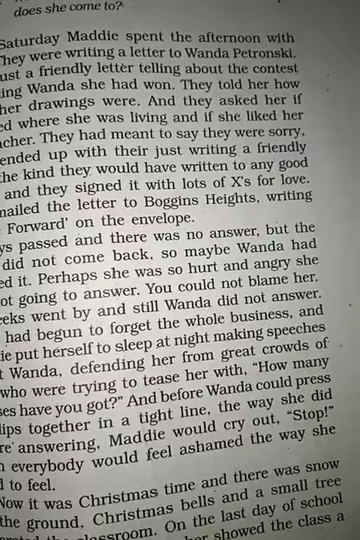 does she come to?
Saturday Maddie spent the afternoon with
They were writing a letter to Wanda Petronski.
ust a friendly letter telling about the contest
ing Wanda she had won. They told her how
her drawings were. And they asked her if
ed where she was living and if she liked her
acher. They had meant to say they were sorry,
ended up with their just writing a friendly
the kind they would have written to any good
and they signed it with lots of X's for love.
mailed the letter to Boggins Heights, writing
Forward' on the envelope.
ys passed and there was no answer, but the
did not come back, so maybe Wanda had
ed it. Perhaps she was so hurt and angry she
ot going to answer. You could not blame her.
eeks went by and still Wanda did not answer.
had begun to forget the whole business, and
ie put herself to sleep at night making speeches
t Wanda, defending her from great crowds of
who were trying to tease her with, “How many
ses have you got?” And before Wanda could press
lips together in a tight line, the way she did
re answering, Maddie would cry out, “Stop!”
n everybody would feel ashamed the way she
d to feel.
Now it was Christmas time and there was snow
the ground. Christmas bells and a small tree
classroom. On the last day of school
her showed the class a